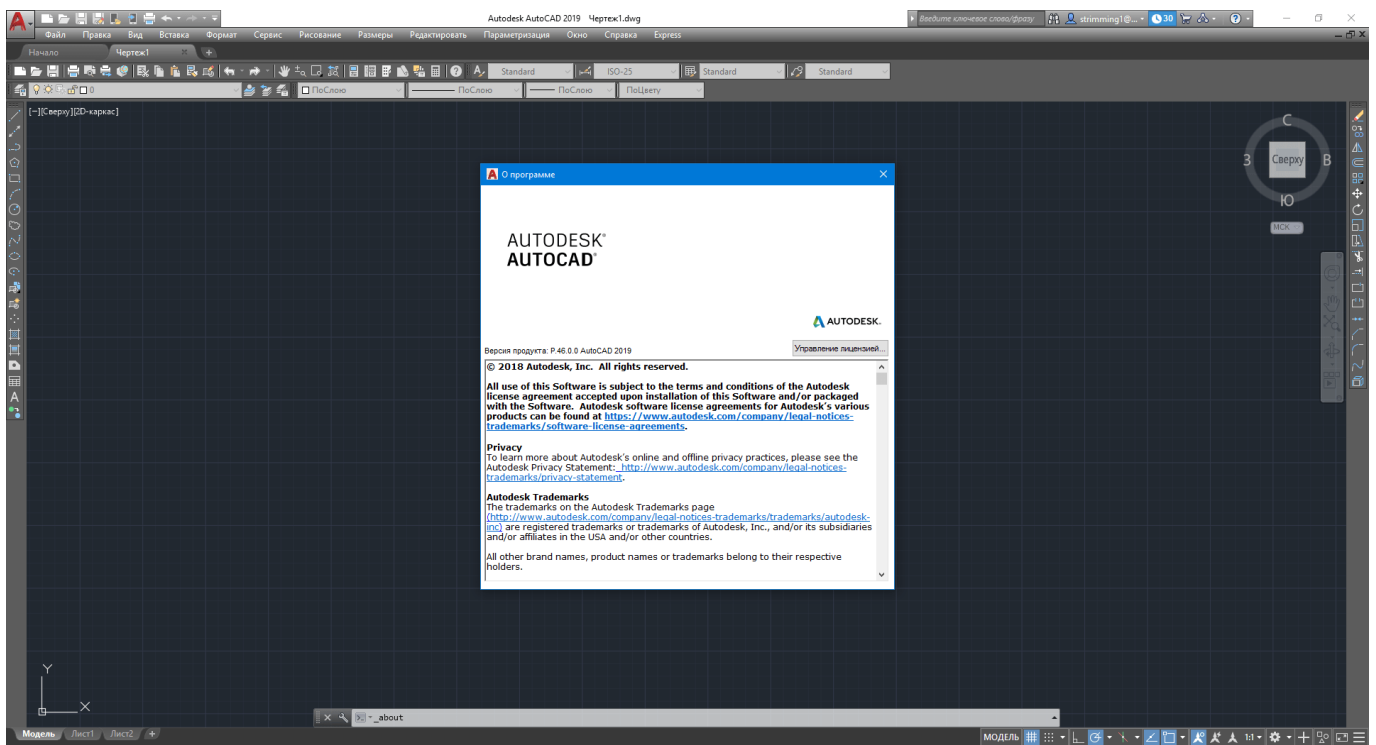 Autodesk AutoCAD 2019 Чертеж1.dwg
Введите ключевое слово/фразу
strimming1@...
30
Файл Правка Вид Вставка Формат Сервис Рисование Размеры Редактировать Параметризация Окно Справка Express
Начало Чертеж1
Standard ISO-25 Standard Standard
0 ПоСлою ПоСлою ПоСлою ПоЦвету
[−][Сверху][2D-каркас]
С
З Сверху В
Ю
МСК
О программе
AUTODESK®
AUTOCAD®
AUTODESK.
Версия продукта: P.46.0.0 AutoCAD 2019
Управление лицензией...
© 2018 Autodesk, Inc. All rights reserved.
All use of this Software is subject to the terms and conditions of the Autodesk
license agreement accepted upon installation of this Software and/or packaged
with the Software. Autodesk software license agreements for Autodesk's various
products can be found at https://www.autodesk.com/company/legal-notices-
trademarks/software-license-agreements.
Privacy
To learn more about Autodesk's online and offline privacy practices, please see the
Autodesk Privacy Statement: http://www.autodesk.com/company/legal-notices-
trademarks/privacy-statement.
Autodesk Trademarks
The trademarks on the Autodesk Trademarks page
(http://www.autodesk.com/company/legal-notices-trademarks/trademarks/autodesk-
inc) are registered trademarks or trademarks of Autodesk, Inc., and/or its subsidiaries
and/or affiliates in the USA and/or other countries.
All other brand names, product names or trademarks belong to their respective
holders.
Y
X
_about
Модель Лист1 Лист2 +
МОДЕЛЬ 1:1